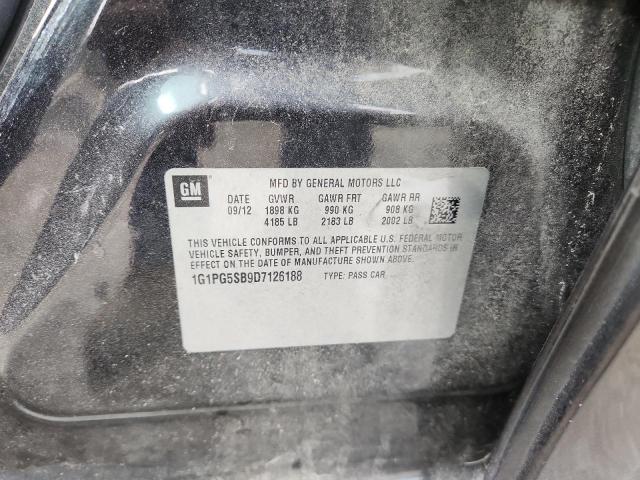 GM
MFD BY GENERAL MOTORS LLC
DATE GVWR GAWR FRT GAWR RR
09/12 1898 KG 990 KG 908 KG
4185 LB 2183 LB 2002 LB
THIS VEHICLE CONFORMS TO ALL APPLICABLE U.S. FEDERAL MOTOR
VEHICLE SAFETY, BUMPER, AND THEFT PREVENTION STANDARDS IN
EFFECT ON THE DATE OF MANUFACTURE SHOWN ABOVE.
1G1PG5SB9D7126188 TYPE: PASS CAR